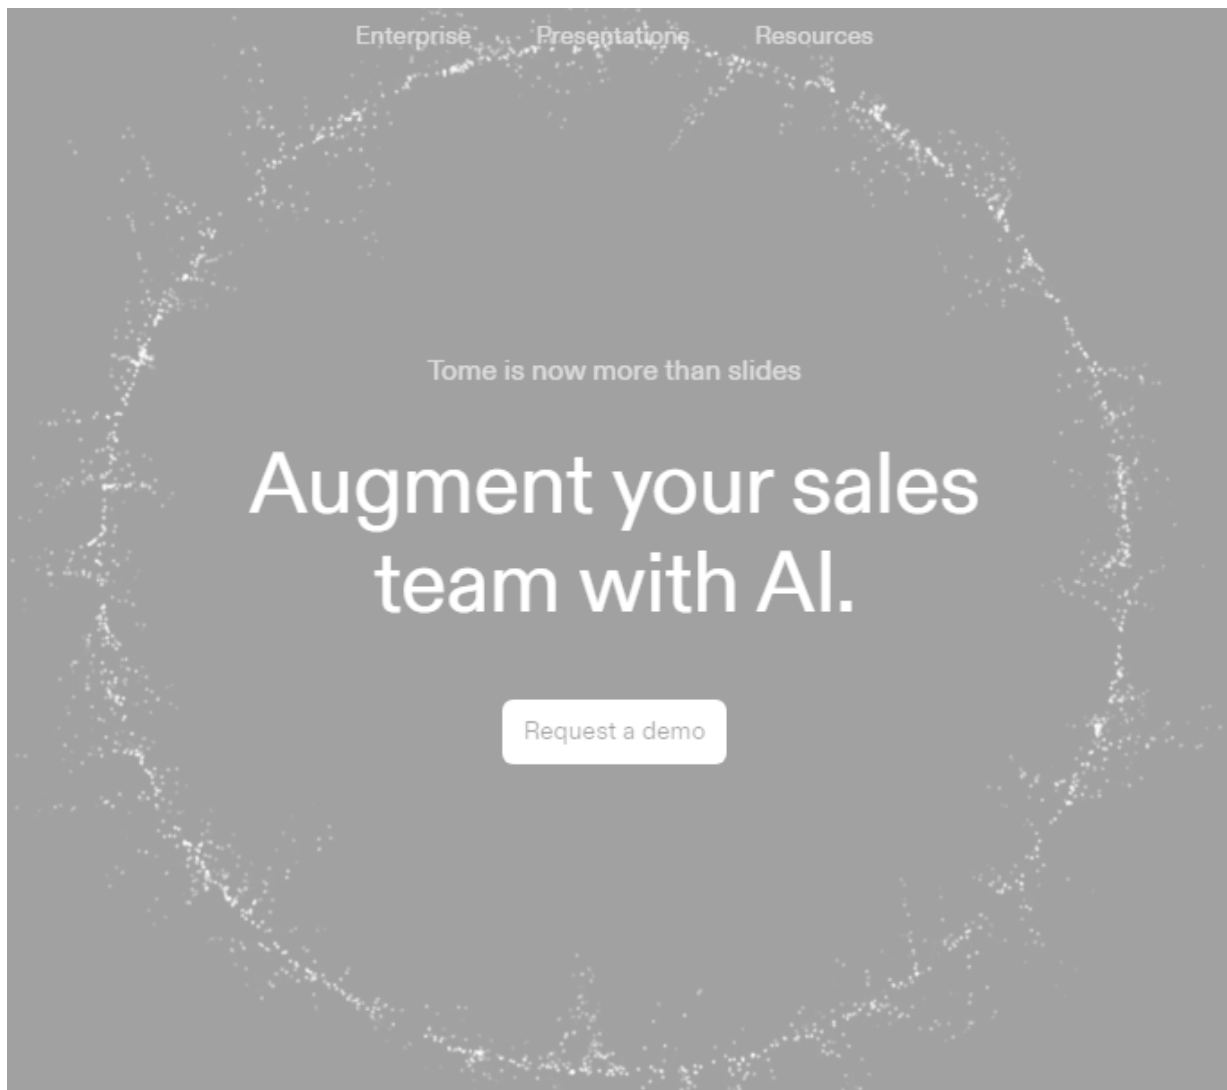 Enterprise Presentations Resources
Tome is now more than slides
Augment your sales
team with AI.
Request a demo